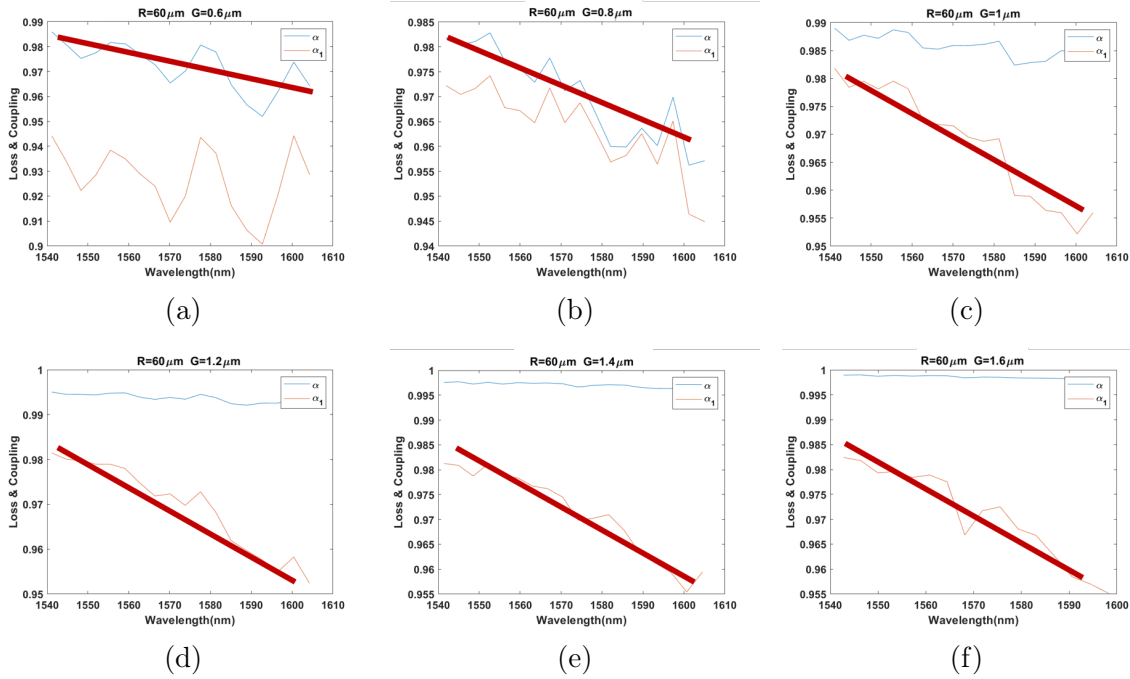 R=60μm G=0.6μm
0.99
0.98
0.97
0.96
0.95
0.94
0.93
0.92
0.91
0.9
Loss & Coupling
α
α1
1540 1550 1560 1570 1580 1590 1600 1610
Wavelength(nm)
(a)
R=60μm G=0.8μm
0.985
0.98
0.975
0.97
0.965
0.96
0.955
0.95
0.945
0.94
Loss & Coupling
α
α1
1540 1550 1560 1570 1580 1590 1600 1610
Wavelength(nm)
(b)
R=60μm G=1μm
0.99
0.985
0.98
0.975
0.97
0.965
0.96
0.955
0.95
Loss & Coupling
α
α1
1540 1550 1560 1570 1580 1590 1600 1610
Wavelength(nm)
(c)
R=60μm G=1.2μm
1
0.99
0.98
0.97
0.96
0.95
Loss & Coupling
α
α1
1540 1550 1560 1570 1580 1590 1600 1610
Wavelength(nm)
(d)
R=60μm G=1.4μm
1
0.995
0.99
0.985
0.98
0.975
0.97
0.965
0.96
0.955
Loss & Coupling
α
α1
1540 1550 1560 1570 1580 1590 1600 1610
Wavelength(nm)
(e)
R=60μm G=1.6μm
1
0.995
0.99
0.985
0.98
0.975
0.97
0.965
0.96
0.955
Loss & Coupling
α
α1
1540 1550 1560 1570 1580 1590 1600
Wavelength(nm)
(f)